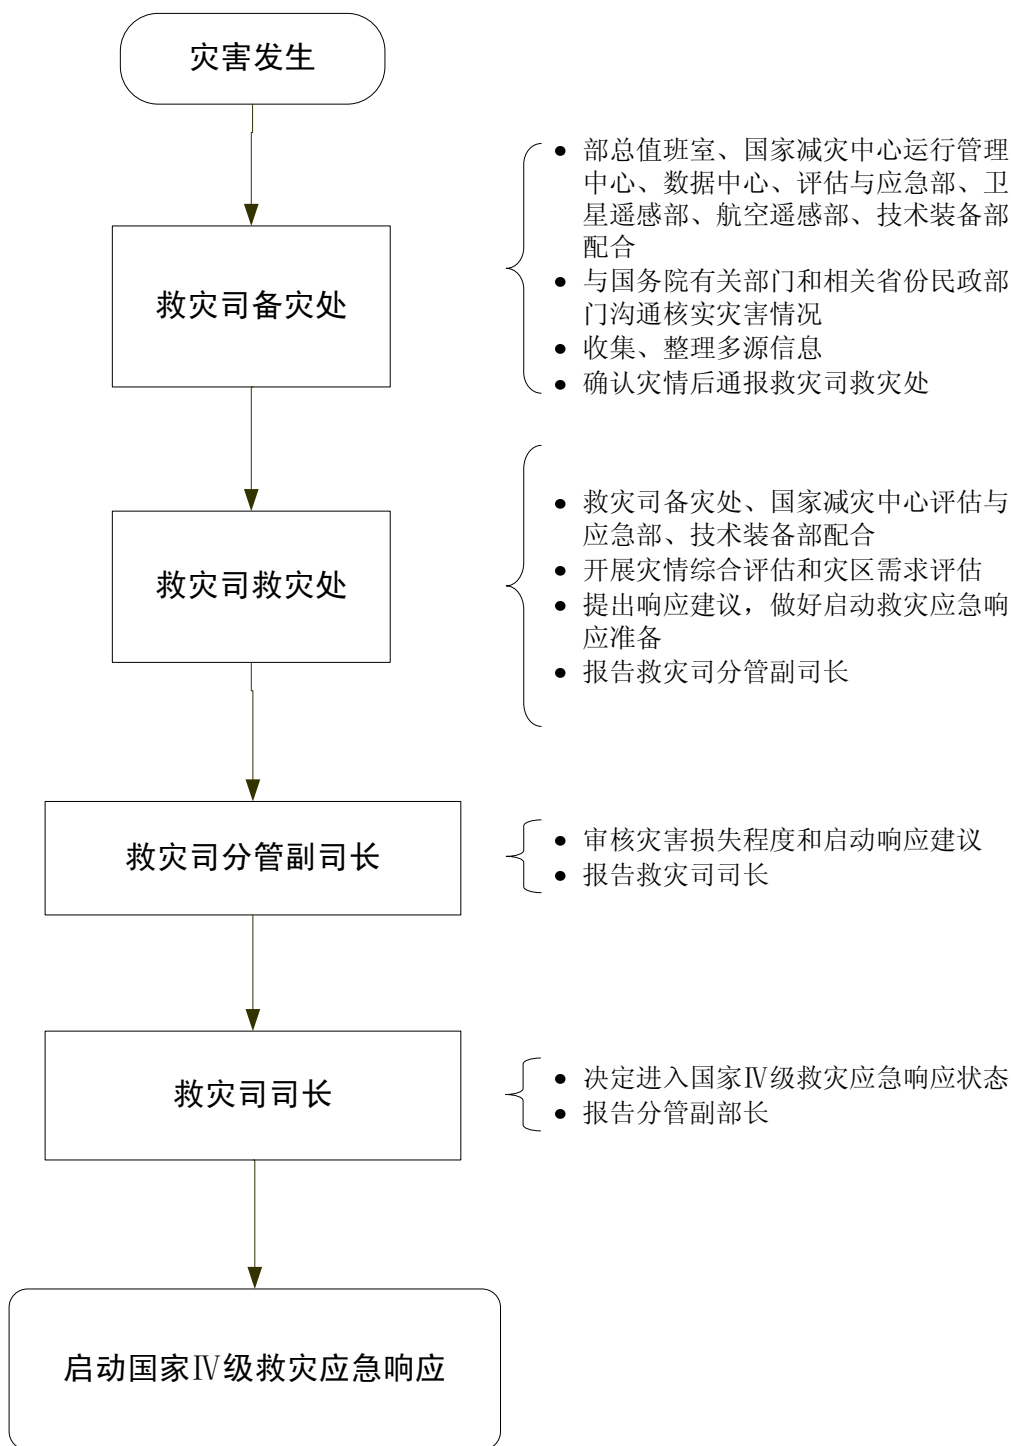 灾害发生
● 部总值班室、国家减灾中心运行管理
中心、数据中心、评估与应急部、卫
星遥感部、航空遥感部、技术装备部
配合
● 与国务院有关部门和相关省份民政部
门沟通核实灾害情况
● 收集、整理多源信息
● 确认灾情后通报救灾司救灾处
救灾司备灾处
● 救灾司备灾处、国家减灾中心评估与
应急部、技术装备部配合
● 开展灾情综合评估和灾区需求评估
● 提出响应建议，做好启动救灾应急响
应准备
● 报告救灾司分管副司长
救灾司救灾处
救灾司分管副司长
● 审核灾害损失程度和启动响应建议
● 报告救灾司司长
救灾司司长
● 决定进入国家Ⅳ级救灾应急响应状态
● 报告分管副部长
启动国家Ⅳ级救灾应急响应